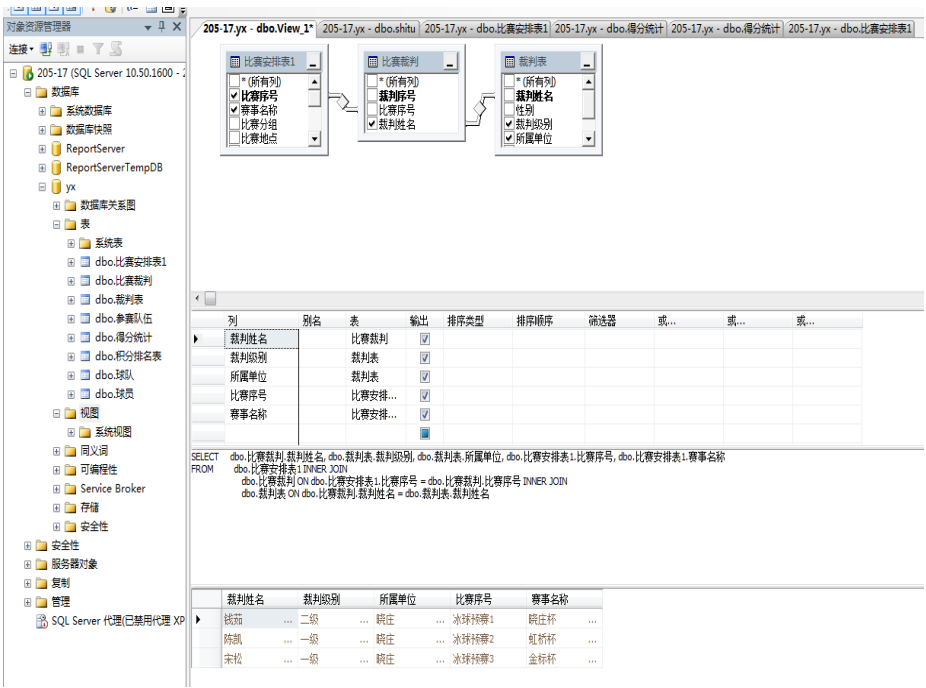 对象资源管理器
连接
205-17 (SQL Server 10.50.1600 - 2
数据库
系统数据库
数据库快照
ReportServer
ReportServerTempDB
yx
数据库关系图
表
系统表
dbo.比赛安排表1
dbo.比赛裁判
dbo.裁判表
dbo.参赛队伍
dbo.得分统计
dbo.积分排名表
dbo.球队
dbo.球员
视图
系统视图
同义词
可编程性
Service Broker
存储
安全性
安全性
服务器对象
复制
管理
SQL Server 代理(已禁用代理 XP
205-17.yx - dbo.View_1* 205-17.yx - dbo.shitu 205-17.yx - dbo.比赛安排表1 205-17.yx - dbo.得分统计 205-17.yx - dbo.得分统计 205-17.yx - dbo.比赛安排表1
比赛安排表1
* (所有列)
比赛序号
赛事名称
比赛分组
比赛地点
比赛裁判
* (所有列)
裁判序号
比赛序号
裁判姓名
裁判表
* (所有列)
裁判姓名
性别
裁判级别
所属单位
列 别名 表 输出 排序类型 排序顺序 筛选器 或... 或... 或...
裁判姓名 比赛裁判
裁判级别 裁判表
所属单位 裁判表
比赛序号 比赛安排...
赛事名称 比赛安排...
SELECT dbo.比赛裁判.裁判姓名, dbo.裁判表.裁判级别, dbo.裁判表.所属单位, dbo.比赛安排表1.比赛序号, dbo.比赛安排表1.赛事名称
FROM dbo.比赛安排表1 INNER JOIN
dbo.比赛裁判 ON dbo.比赛安排表1.比赛序号 = dbo.比赛裁判.比赛序号 INNER JOIN
dbo.裁判表 ON dbo.比赛裁判.裁判姓名 = dbo.裁判表.裁判姓名
裁判姓名 裁判级别 所属单位 比赛序号 赛事名称
钱茹 ... 二级 ... 晓庄 ... 冰球预赛1 晓庄杯 ...
陈凯 ... 一级 ... 晓庄 ... 冰球预赛2 虹桥杯 ...
宋松 ... 一级 ... 晓庄 ... 冰球预赛3 金标杯 ...